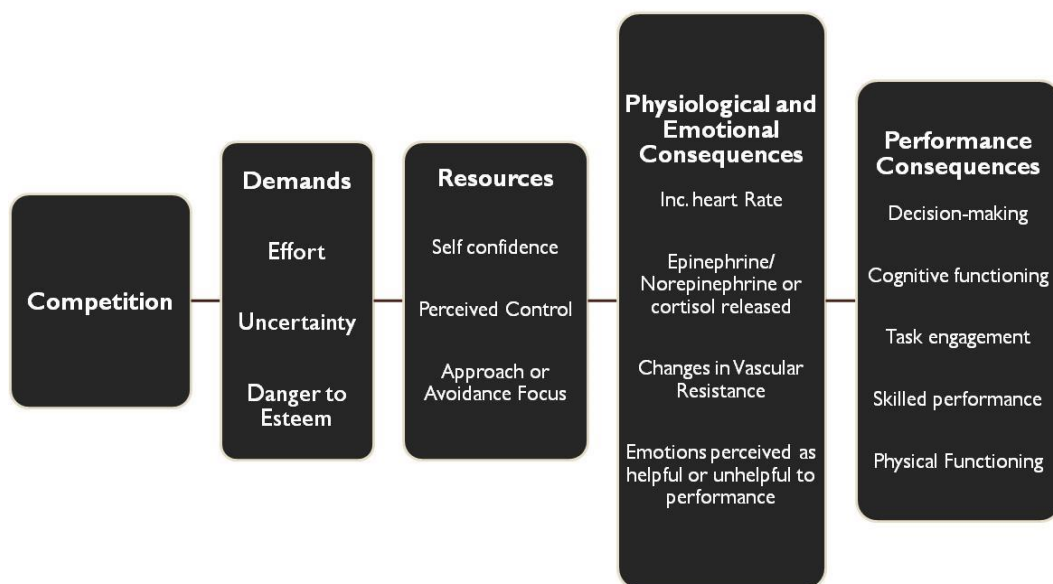 Competition
Demands
Effort
Uncertainty
Danger to
Esteem
Resources
Self confidence
Perceived Control
Approach or
Avoidance Focus
Physiological and
Emotional
Consequences
Inc. heart Rate
Epinephrine/
Norepinephrine or
cortisol released
Changes in Vascular
Resistance
Emotions perceived as
helpful or unhelpful to
performance
Performance
Consequences
Decision-making
Cognitive functioning
Task engagement
Skilled performance
Physical Functioning